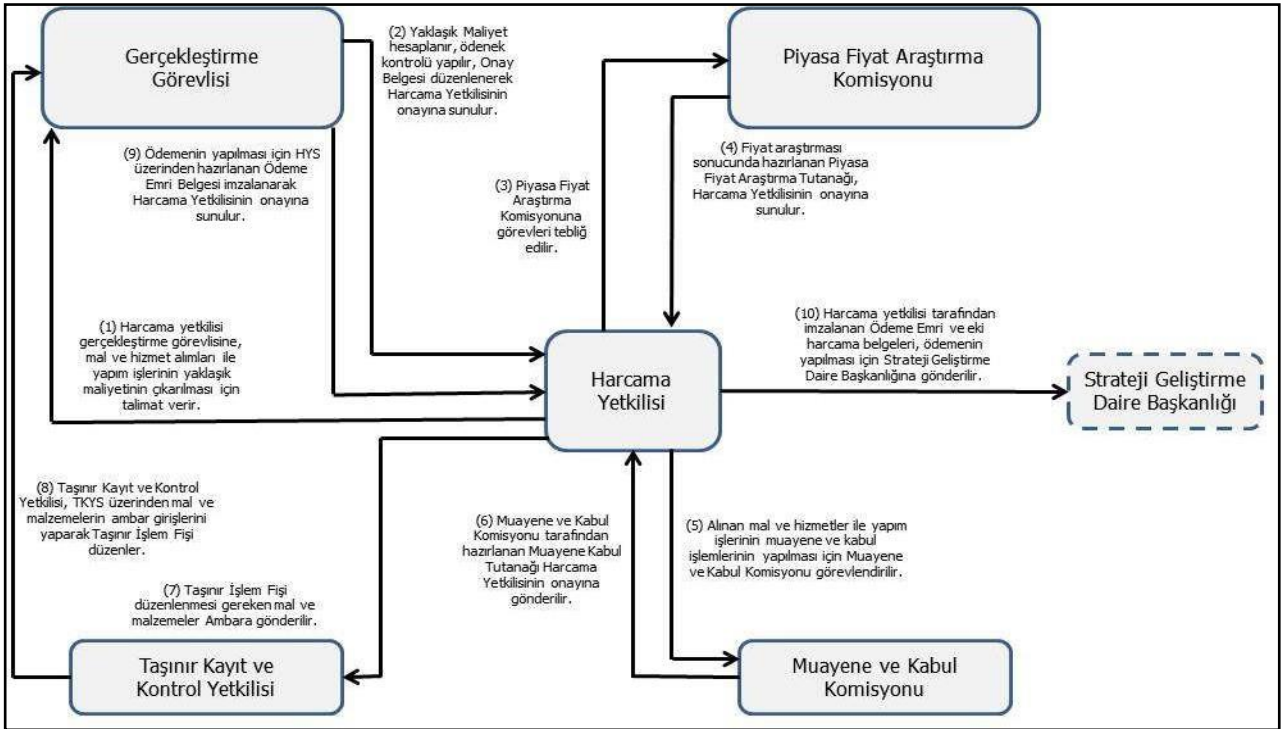 Gerçekleştirme
Görevlisi
(2) Yaklaşık Maliyet
hesaplanır, ödenek
kontrolü yapılır, Onay
Belgesi düzenlenerek
Harcama Yetkilisinin
onayına sunulur.
Piyasa Fiyat Araştırma
Komisyonu
(9) Ödemenin yapılması için HYS
üzerinden hazırlanan Ödeme
Emri Belgesi imzalanarak
Harcama Yetkilisinin onayına
sunulur.
(3) Piyasa Fiyat
Araştırma
Komisyonuna
görevleri tebliğ
edilir.
(4) Fiyat araştırması
sonucunda hazırlanan Piyasa
Fiyat Araştırma Tutanağı,
Harcama Yetkilisinin onayına
sunulur.
(1) Harcama yetkilisi
gerçekleştirme görevlisine,
mal ve hizmet alımları ile
yapım işlerinin yaklaşık
maliyetinin çıkarılması için
talimat verir.
Harcama
Yetkilisi
(10) Harcama yetkilisi tarafından
imzalanan Ödeme Emri ve eki
harcama belgeleri, ödemenin
yapılması için Strateji Geliştirme
Daire Başkanlığına gönderilir.
Strateji Geliştirme
Daire Başkanlığı
(8) Taşınır Kayıt ve Kontrol
Yetkilisi, TKYS üzerinden mal ve
malzemelerin ambar girişlerini
yaparak Taşınır İşlem Fişi
düzenler.
(7) Taşınır İşlem Fişi
düzenlenmesi gereken mal ve
malzemeler Ambara gönderilir.
(6) Muayene ve Kabul
Komisyonu tarafından
hazırlanan Muayene Kabul
Tutanağı Harcama
Yetkilisinin onayına
gönderilir.
(5) Alınan mal ve hizmetler ile yapım
işlerinin muayene ve kabul
işlemlerinin yapılması için Muayene
ve Kabul Komisyonu görevlendirilir.
Taşınır Kayıt ve
Kontrol Yetkilisi
Muayene ve Kabul
Komisyonu